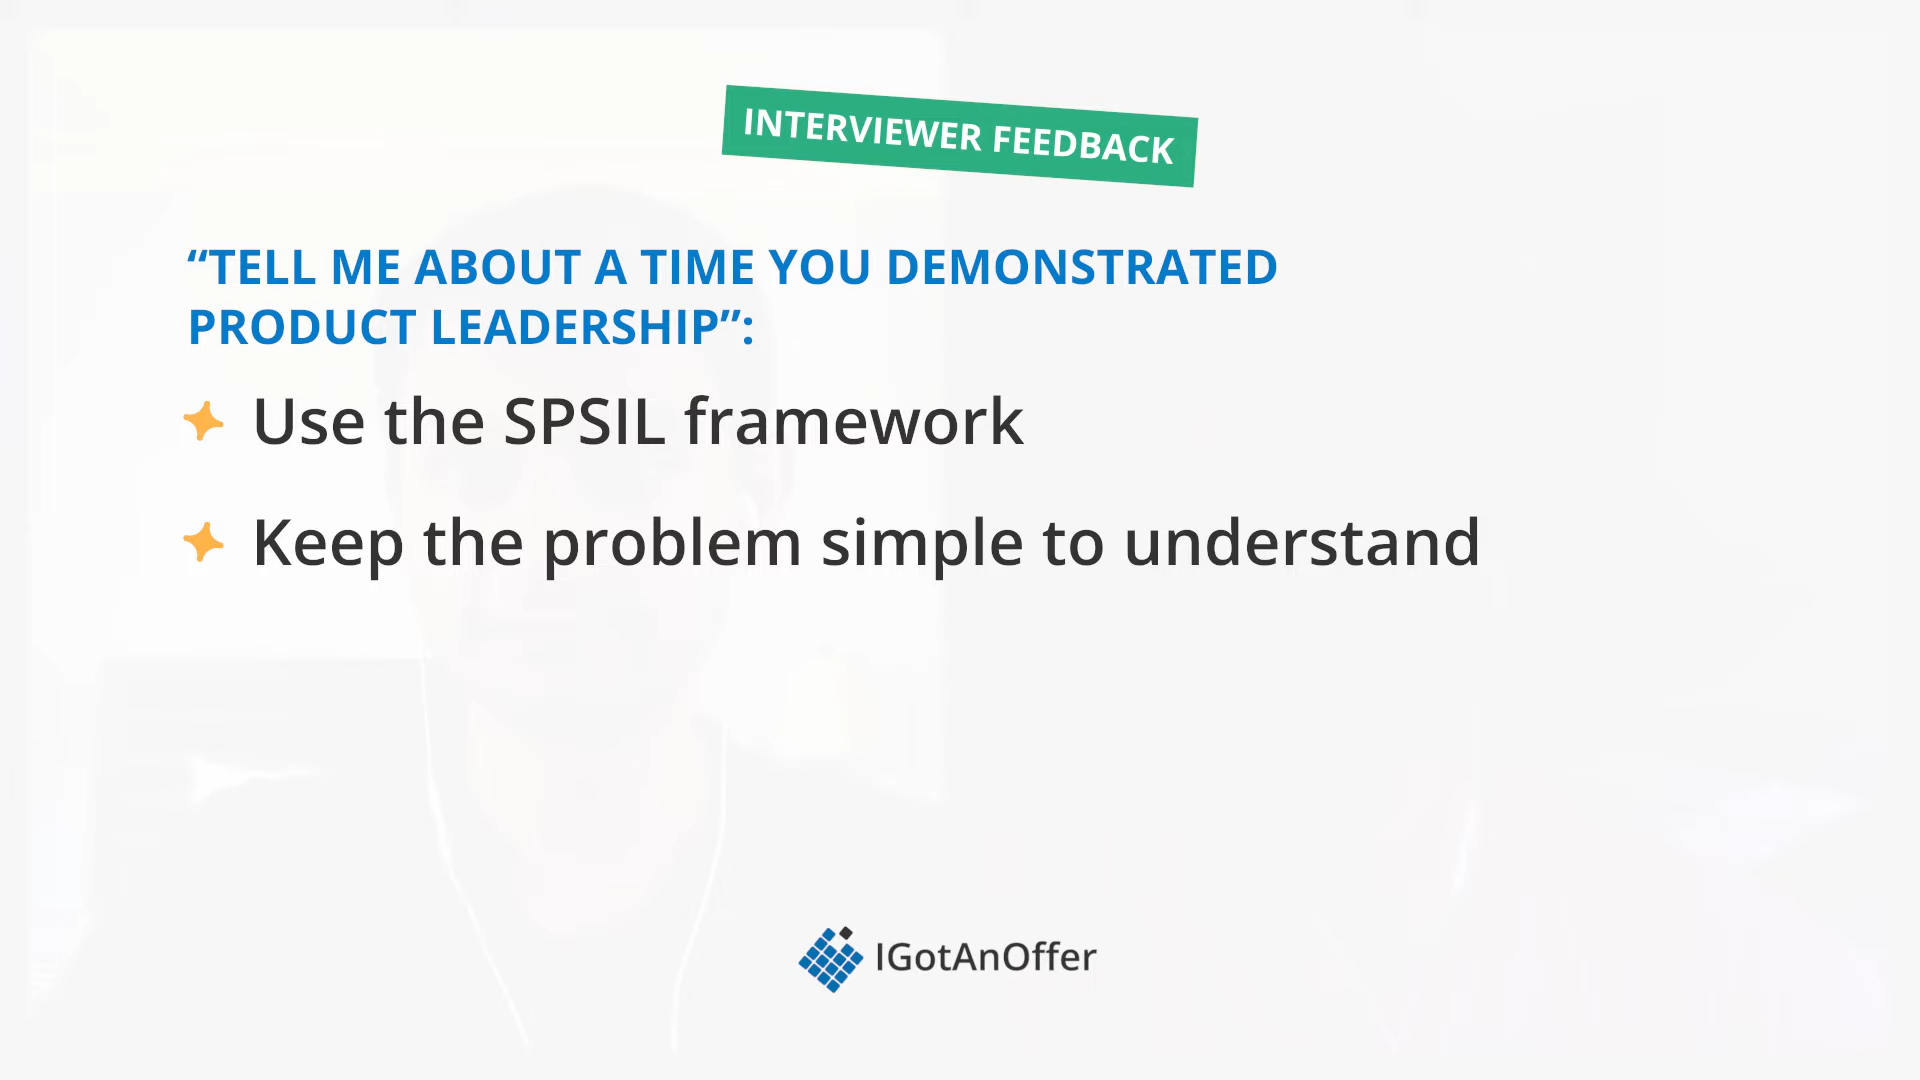 INTERVIEWER FEEDBACK
“TELL ME ABOUT A TIME YOU DEMONSTRATED
PRODUCT LEADERSHIP”:
Use the SPSIL framework
Keep the problem simple to understand
IGotAnOffer